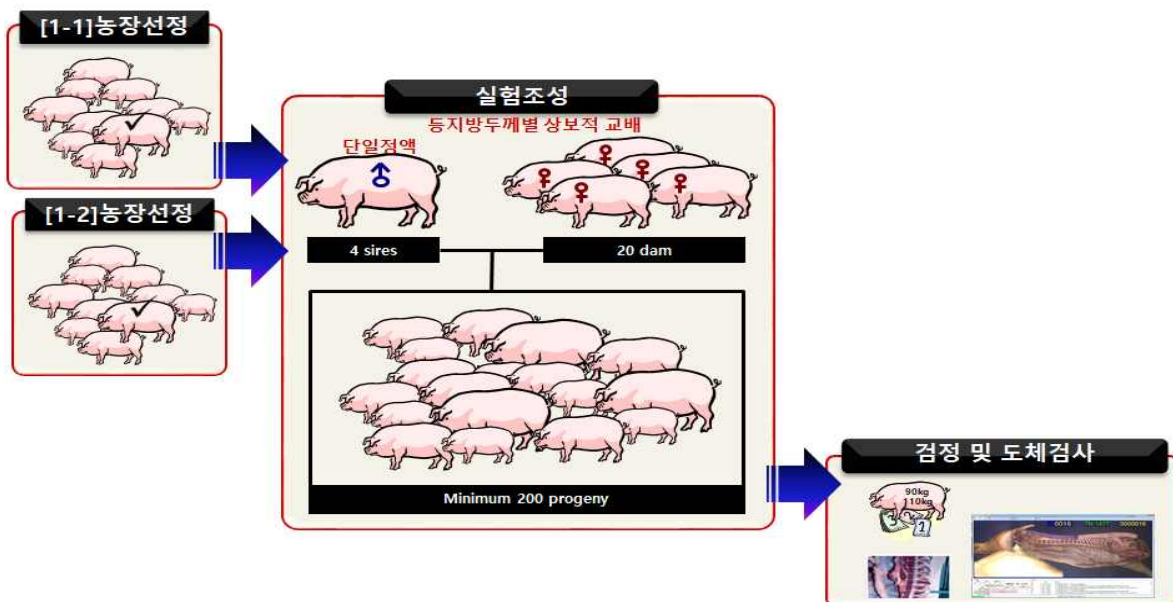 [1-1]농장선정
[1-2]농장선정
실험조성
등지방두께별 상보적 교배
단일정액
4 sires
20 dam
Minimum 200 progeny
검정 및 도체검사
90kg
110kg